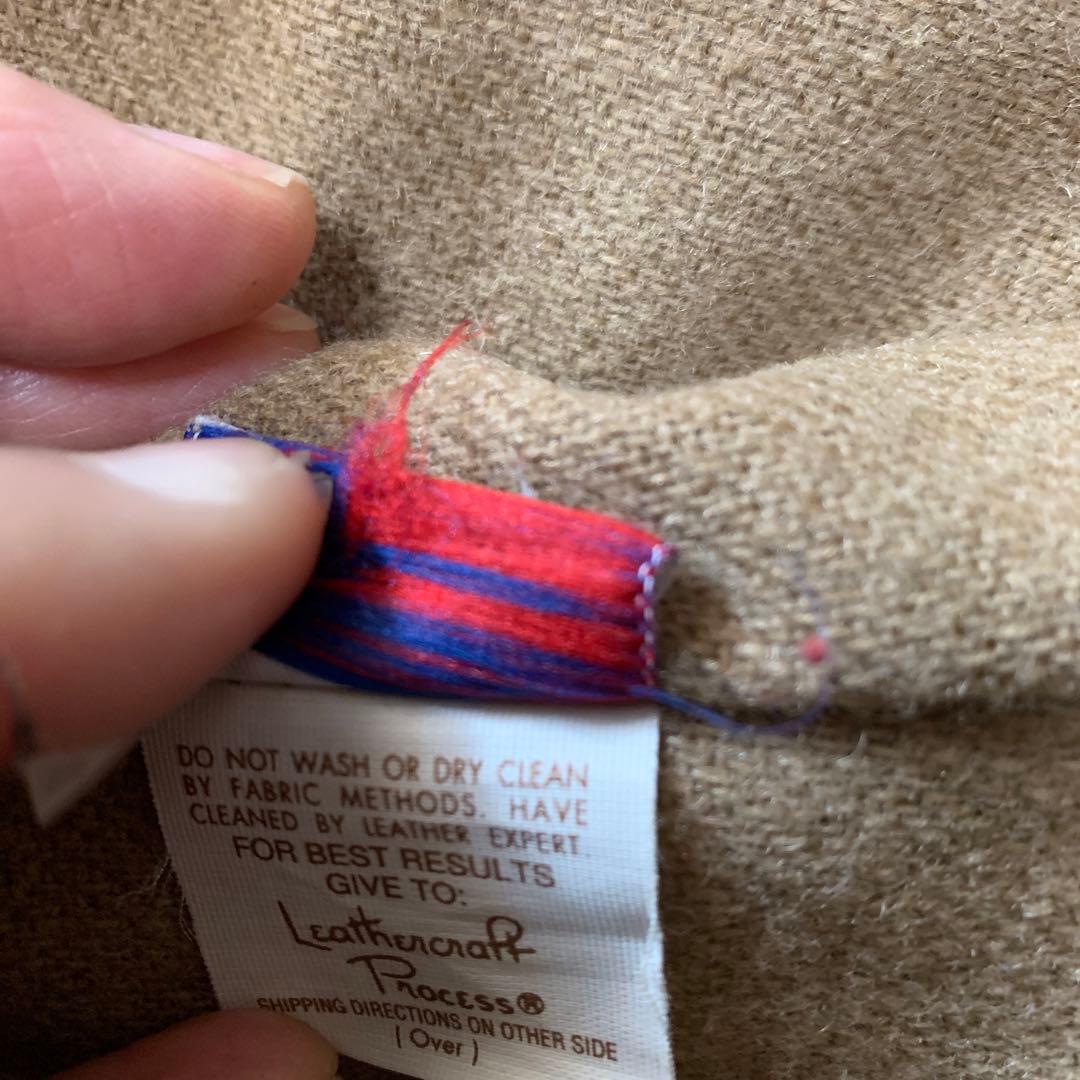 DO NOT WASH OR DRY CLEAN
BY FABRIC METHODS. HAVE
CLEANED BY LEATHER EXPERT.
FOR BEST RESULTS
GIVE TO:
Leathercraft
Process®
SHIPPING DIRECTIONS ON OTHER SIDE
(Over)